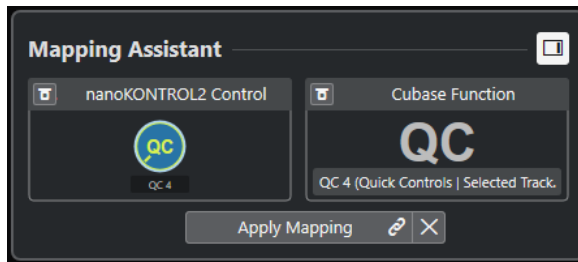 Mapping Assistant
nanoKONTROL2 Control
QC
QC 4
Cubase Function
QC
QC 4 (Quick Controls | Selected Track.
Apply Mapping